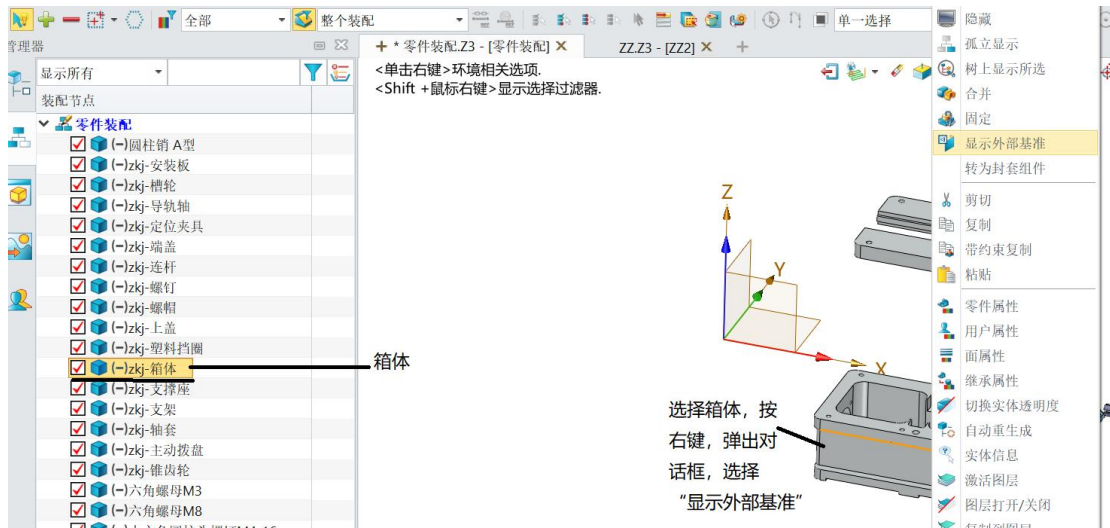 全部
整个装配
单一选择
管理器
+ * 零件装配.Z3 - [零件装配] ×
ZZ.Z3 - [ZZ2] × +
显示所有
<单击右键>环境相关选项.
<Shift +鼠标右键>显示选择过滤器.
装配节点
零件装配
(-)圆柱销 A型
(-)zkj-安装板
(-)zkj-槽轮
(-)zkj-导轨轴
(-)zkj-定位夹具
(-)zkj-端盖
(-)zkj-连杆
(-)zkj-螺钉
(-)zkj-螺帽
(-)zkj-上盖
(-)zkj-塑料挡圈
(-)zkj-箱体
(-)zkj-支撑座
(-)zkj-支架
(-)zkj-轴套
(-)zkj-主动拨盘
(-)zkj-锥齿轮
(-)六角螺母M3
(-)六角螺母M8
箱体
Z
Y
X
选择箱体，按
右键，弹出对
话框，选择
“显示外部基准”
隐藏
孤立显示
树上显示所选
合并
固定
显示外部基准
转为封套组件
剪切
复制
带约束复制
粘贴
零件属性
用户属性
面属性
继承属性
切换实体透明度
自动重生成
实体信息
激活图层
图层打开/关闭